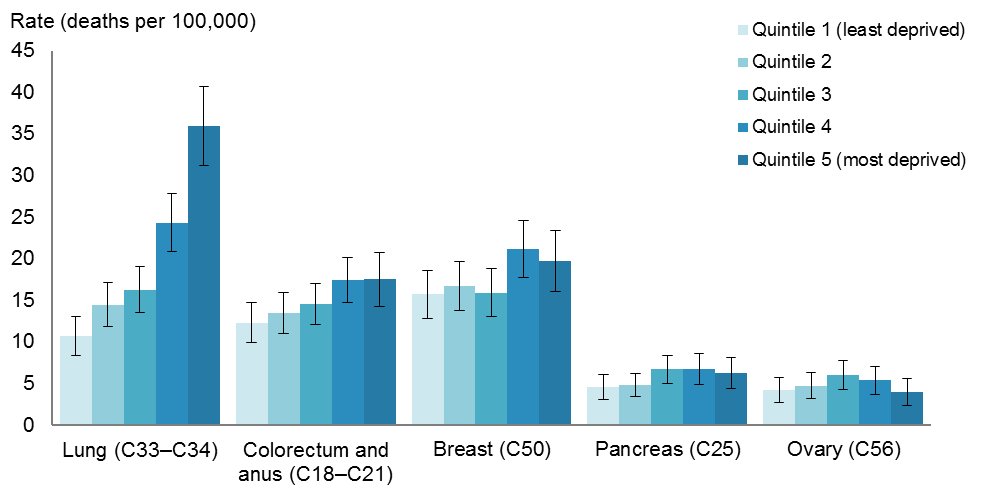 Rate (deaths per 100,000)
Quintile 1 (least deprived)
Quintile 2
Quintile 3
Quintile 4
Quintile 5 (most deprived)
45
40
35
30
25
20
15
10
5
0
Lung (C33–C34)
Colorectum and
anus (C18–C21)
Breast (C50)
Pancreas (C25)
Ovary (C56)